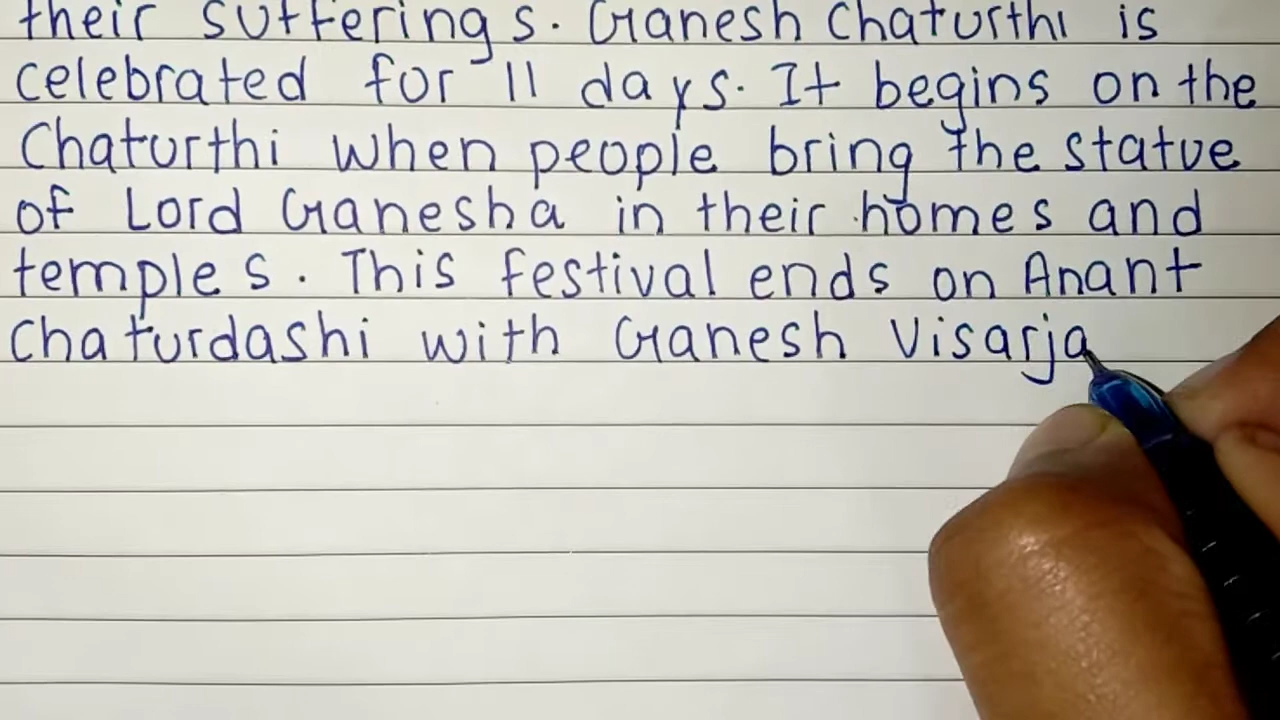 their sufferings. Ganesh Chaturthi is
celebrated for 11 days. It begins on the
Chaturthi when people bring the statue
of Lord Ganesha in their homes and
temples. This festival ends on Anant
Chaturdashi with Ganesh Visarja